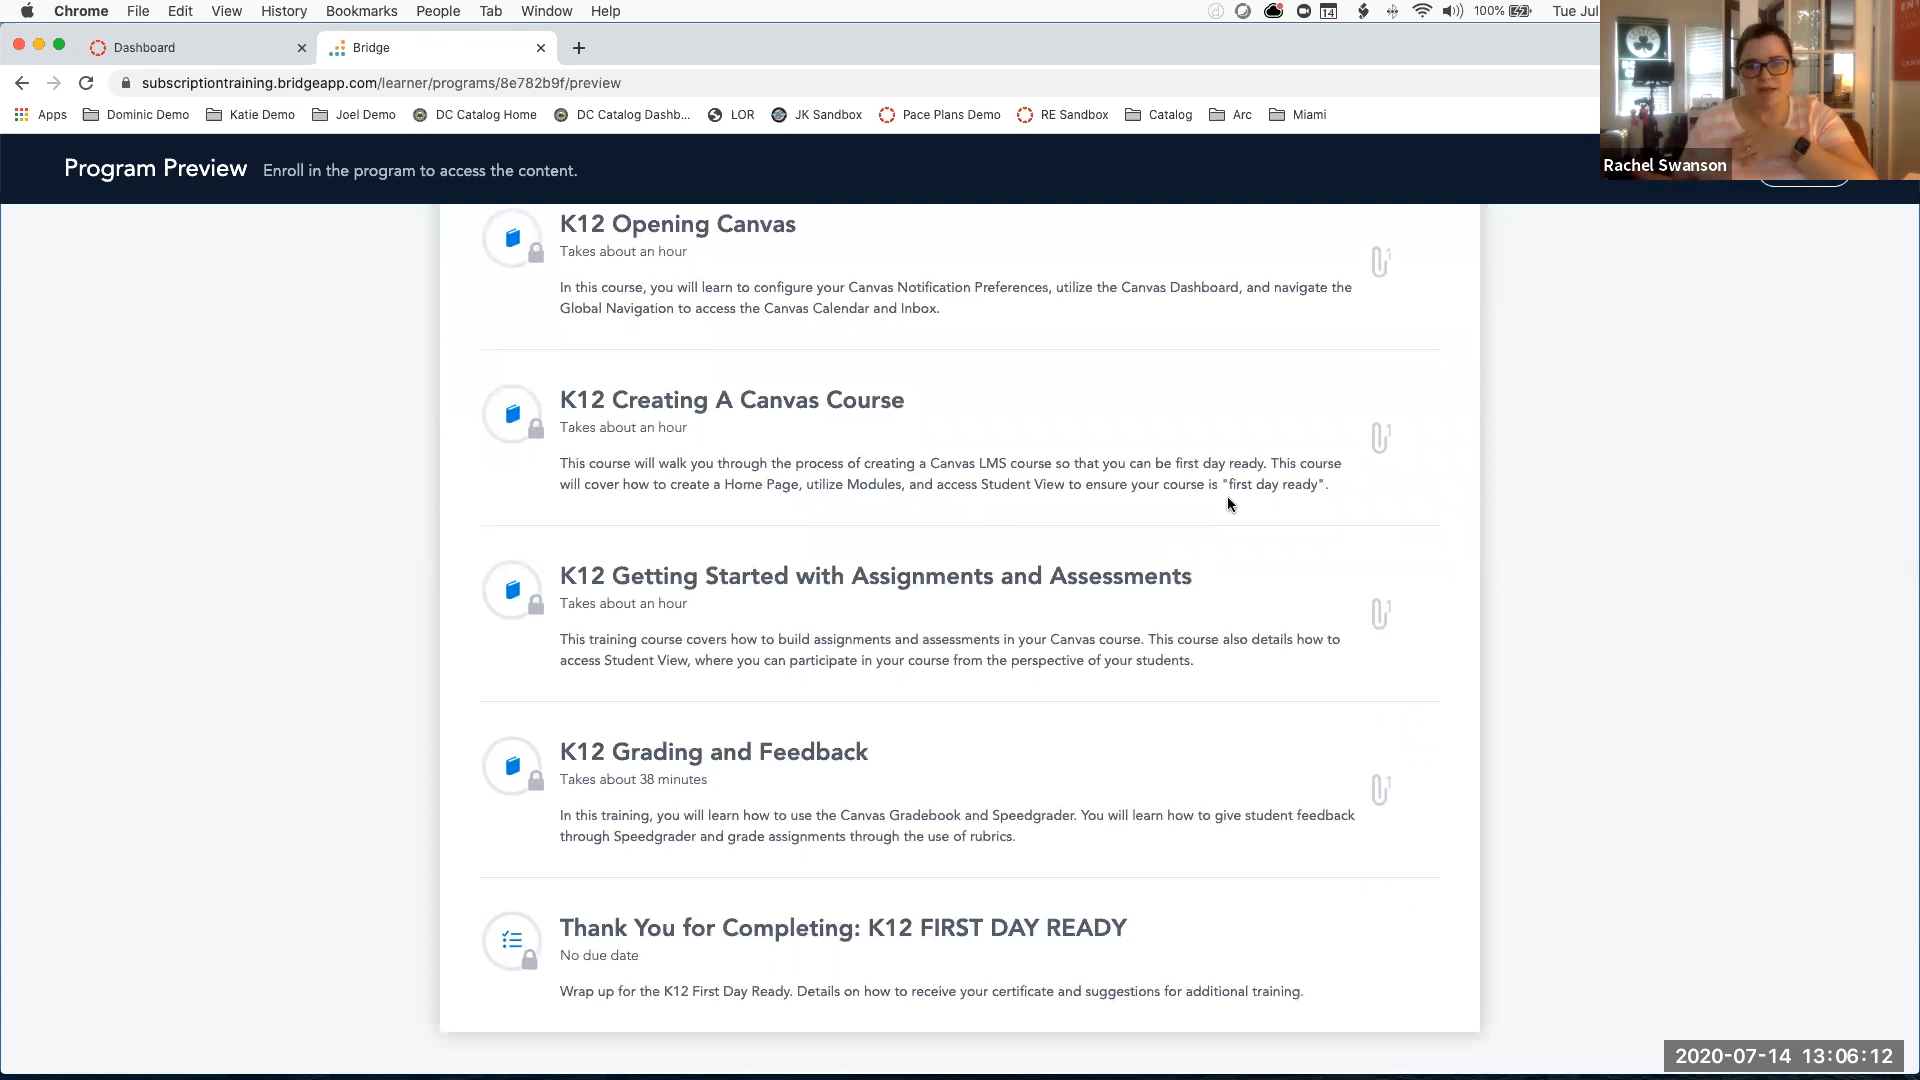 Chrome File Edit View History Bookmarks People Tab Window Help
14 100% Tue Jul
Dashboard
Bridge
subscriptiontraining.bridgeapp.com/learner/programs/8e782b9f/preview
Apps Dominic Demo Katie Demo Joel Demo DC Catalog Home DC Catalog Dashb... LOR JK Sandbox Pace Plans Demo RE Sandbox Catalog Arc Miami
Rachel Swanson
Program Preview Enroll in the program to access the content.
K12 Opening Canvas
Takes about an hour
1
In this course, you will learn to configure your Canvas Notification Preferences, utilize the Canvas Dashboard, and navigate the
Global Navigation to access the Canvas Calendar and Inbox.
K12 Creating A Canvas Course
Takes about an hour
1
This course will walk you through the process of creating a Canvas LMS course so that you can be first day ready. This course
will cover how to create a Home Page, utilize Modules, and access Student View to ensure your course is "first day ready".
K12 Getting Started with Assignments and Assessments
Takes about an hour
1
This training course covers how to build assignments and assessments in your Canvas course. This course also details how to
access Student View, where you can participate in your course from the perspective of your students.
K12 Grading and Feedback
Takes about 38 minutes
1
In this training, you will learn how to use the Canvas Gradebook and Speedgrader. You will learn how to give student feedback
through Speedgrader and grade assignments through the use of rubrics.
Thank You for Completing: K12 FIRST DAY READY
No due date
Wrap up for the K12 First Day Ready. Details on how to receive your certificate and suggestions for additional training.
2020-07-14 13:06:12